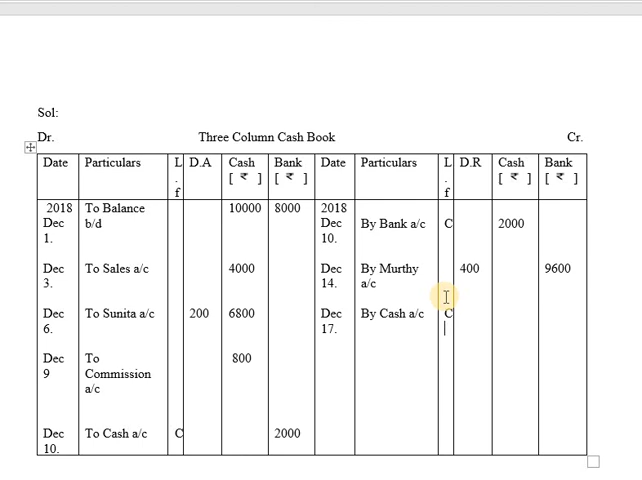 Sol:
Dr. Three Column Cash Book Cr.
Date Particulars L.f D.A Cash [ ₹ ] Bank [ ₹ ] Date Particulars L.f D.R Cash [ ₹ ] Bank [ ₹ ]
2018 To Balance 10000 8000 2018
Dec b/d Dec By Bank a/c C 2000
1. 10.
Dec To Sales a/c 4000 Dec By Murthy 400 9600
3. 14. a/c
Dec To Sunita a/c 200 6800 Dec By Cash a/c C
6. 17.
Dec To 800
9 Commission
a/c
Dec To Cash a/c C 2000
10.